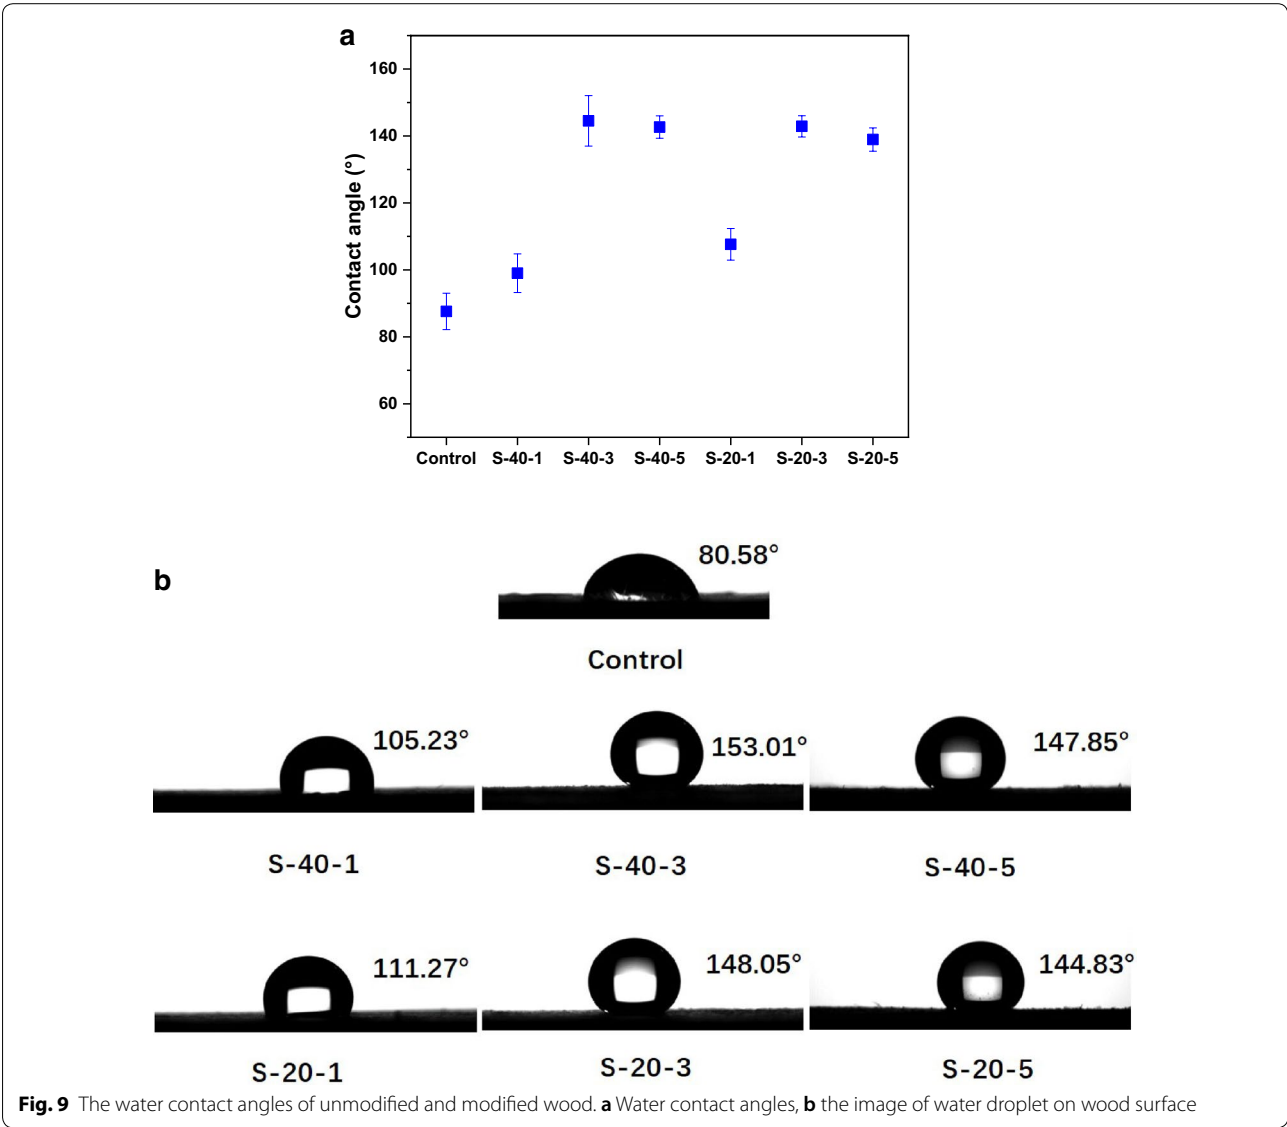 a
160
140
120
100
80
60
Contact angle (°)
Control S-40-1 S-40-3 S-40-5 S-20-1 S-20-3 S-20-5
b
80.58°
Control
105.23° 153.01° 147.85°
S-40-1 S-40-3 S-40-5
111.27° 148.05° 144.83°
S-20-1 S-20-3 S-20-5
Fig. 9 The water contact angles of unmodified and modified wood. a Water contact angles, b the image of water droplet on wood surface